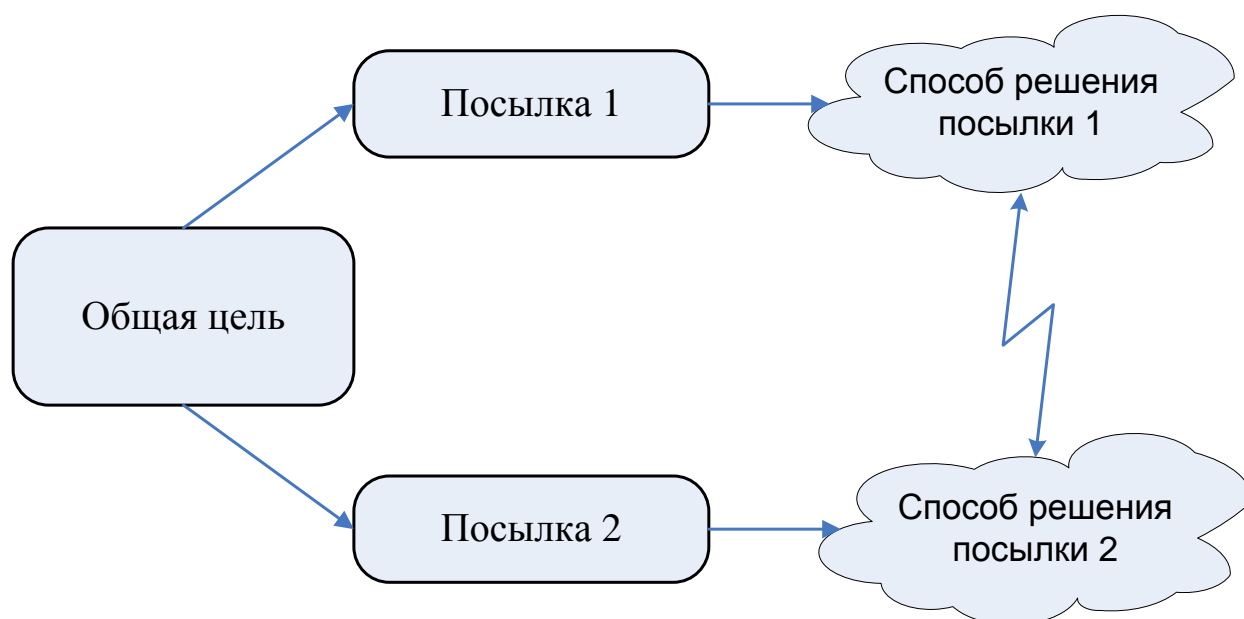 Посылка 1
Способ решения
посылки 1
Общая цель
Посылка 2
Способ решения
посылки 2